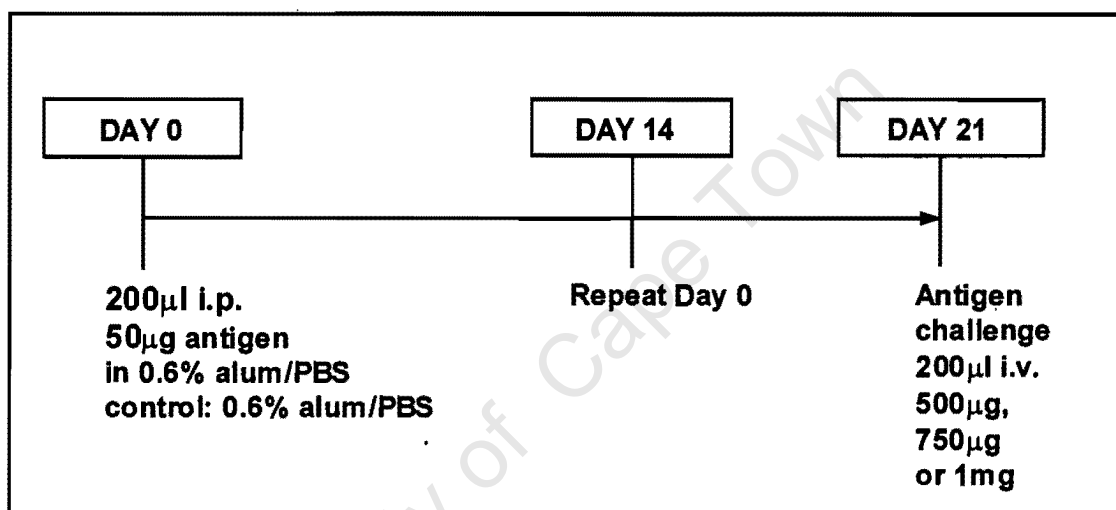 DAY 0
DAY 14
DAY 21
200μl i.p.
50μg antigen
in 0.6% alum/PBS
control: 0.6% alum/PBS
Repeat Day 0
Antigen
challenge
200μl i.v.
500μg,
750μg
or 1mg
y of Cape Town